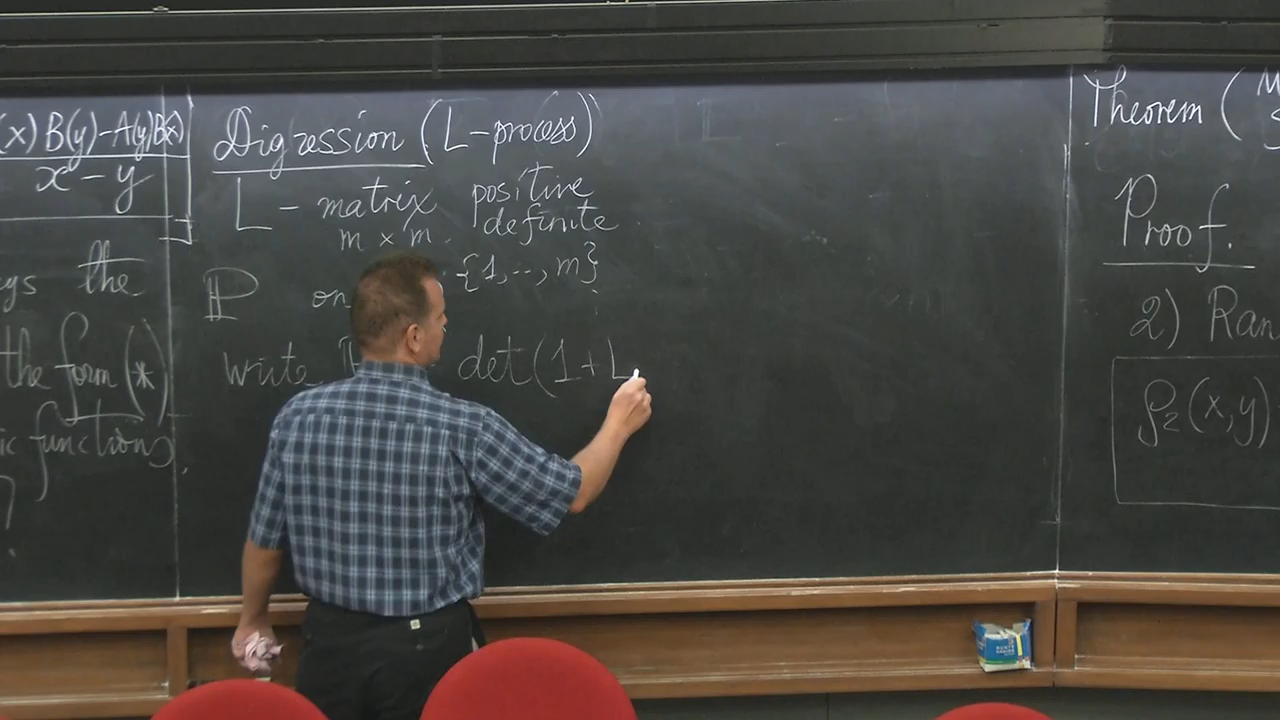 (x) B(y) - A(y)B(x)
x - y
the
the form (*)
ic functions,
Digression (L-process)
L - matrix positive definite
m × m.
ℙ on {1,..,m}
write det(1+L
Theorem (
Proof.
2) Ran
ρ₂(x,y)